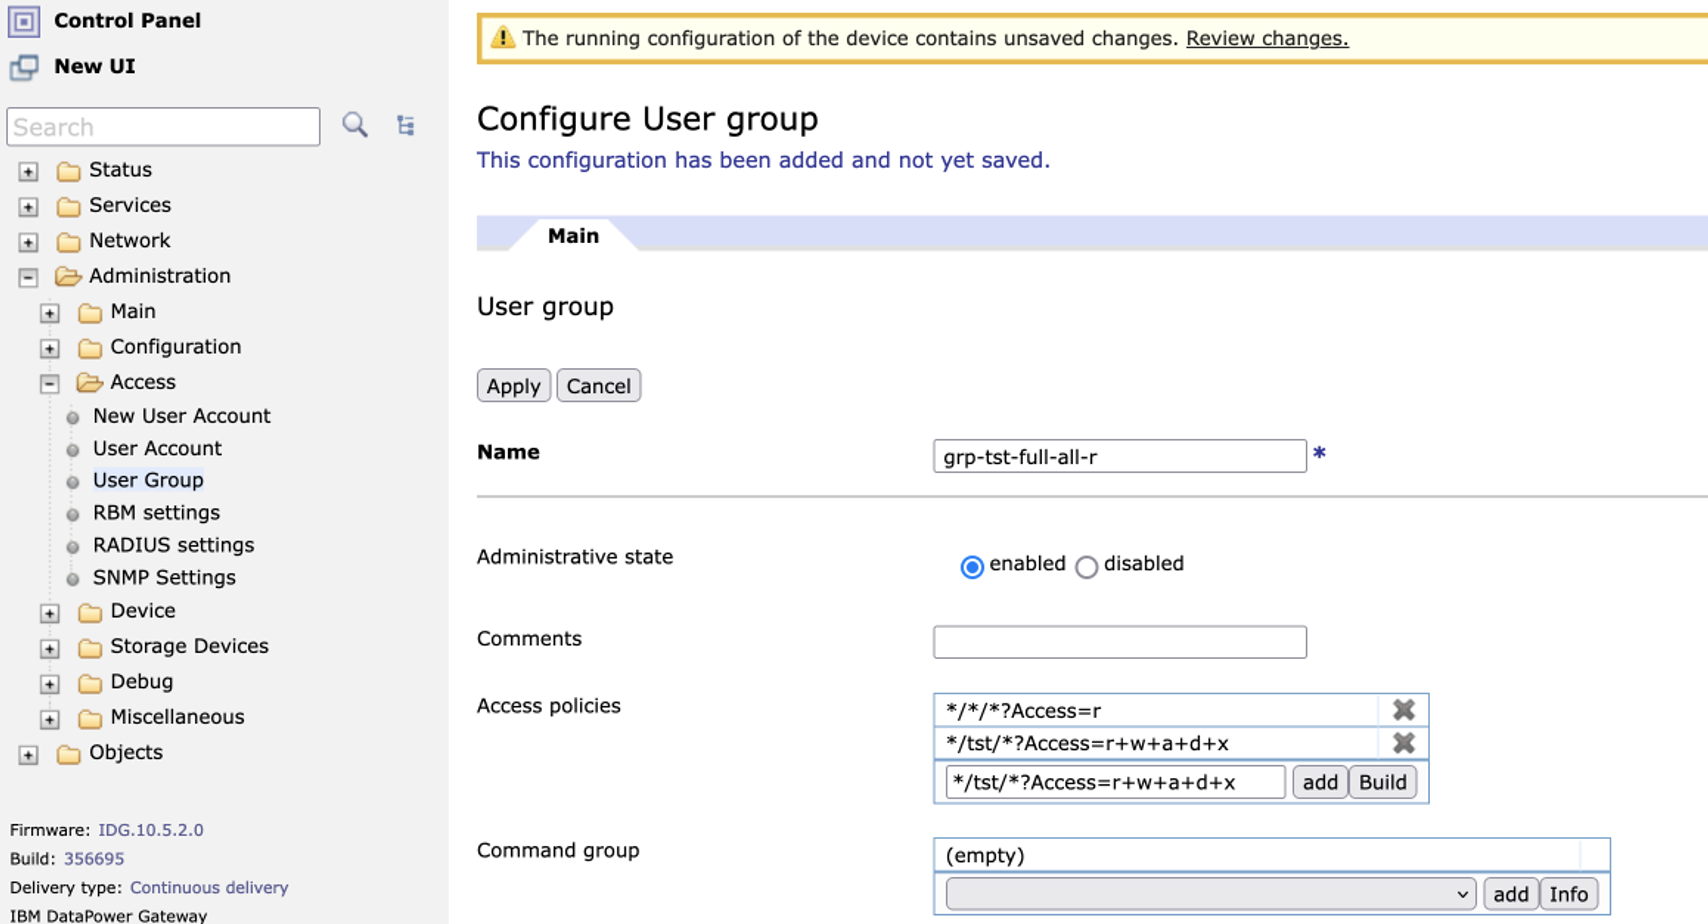 Control Panel
New UI
Search
Status
Services
Network
Administration
Main
Configuration
Access
New User Account
User Account
User Group
RBM settings
RADIUS settings
SNMP Settings
Device
Storage Devices
Debug
Miscellaneous
Objects
Firmware: IDG.10.5.2.0
Build: 356695
Delivery type: Continuous delivery
IBM DataPower Gateway
The running configuration of the device contains unsaved changes. Review changes.
Configure User group
This configuration has been added and not yet saved.
Main
User group
Apply Cancel
Name grp-tst-full-all-r *
Administrative state enabled disabled
Comments
Access policies */*/*?Access=r
*/tst/*?Access=r+w+a+d+x
*/tst/*?Access=r+w+a+d+x add Build
Command group (empty)
add Info